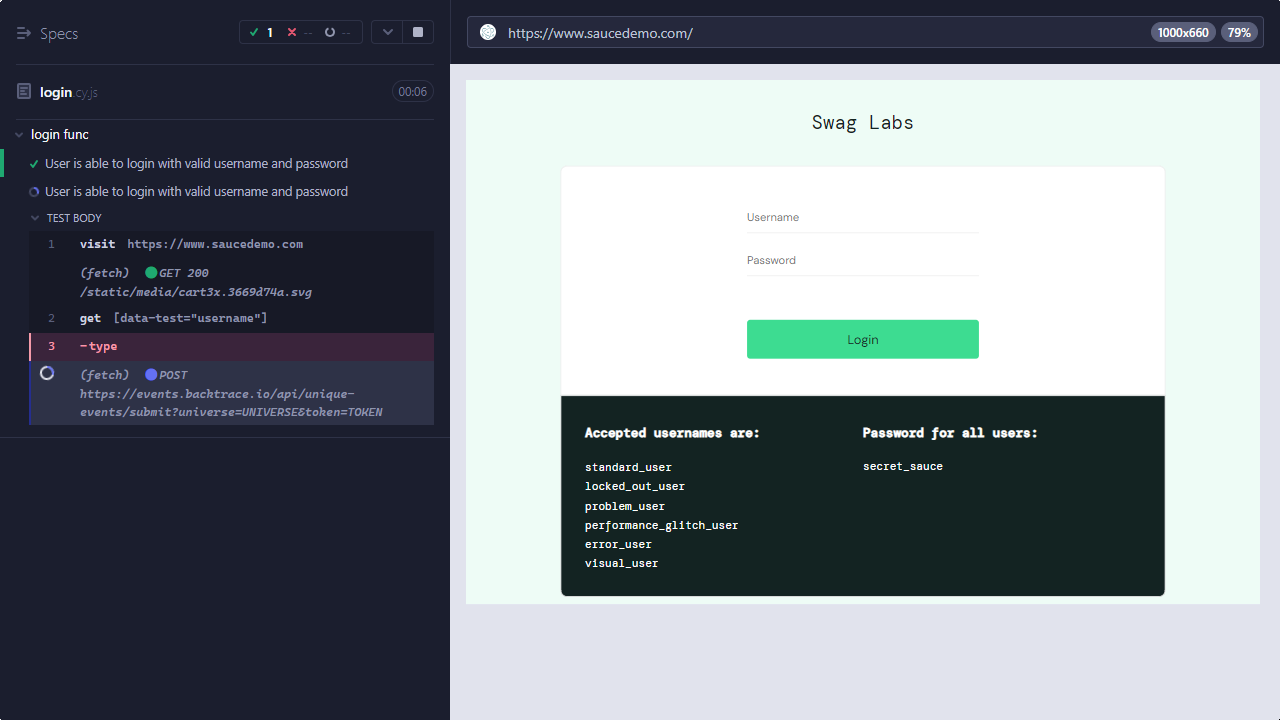 Specs
1 -- --
login.cy.js
00:06
login func
User is able to login with valid username and password
User is able to login with valid username and password
TEST BODY
1 visit https://www.saucedemo.com
(fetch) GET 200
/static/media/cart3x.3669d74a.svg
2 get [data-test="username"]
3 -type
(fetch) POST
https://events.backtrace.io/api/unique-
events/submit?universe=UNIVERSE&token=TOKEN
https://www.saucedemo.com/
1000x660
79%
Swag Labs
Username
Password
Login
Accepted usernames are:
standard_user
locked_out_user
problem_user
performance_glitch_user
error_user
visual_user
Password for all users:
secret_sauce